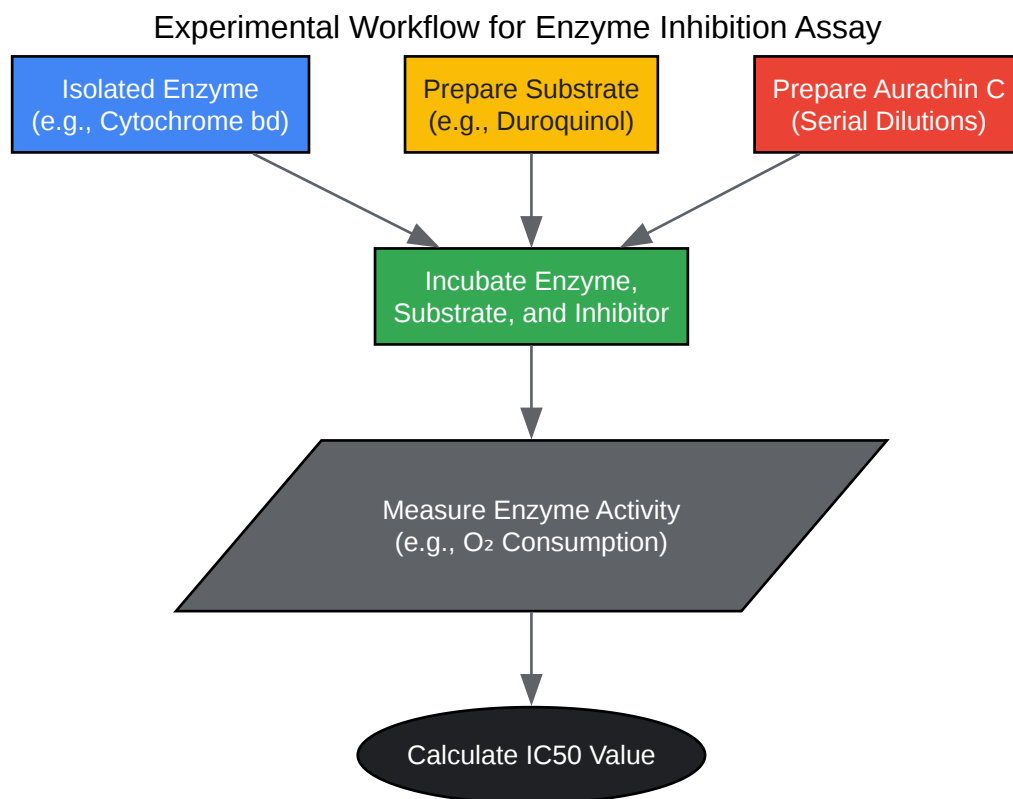 Experimental Workflow for Enzyme Inhibition Assay
Isolated Enzyme
(e.g., Cytochrome bd)
Prepare Substrate
(e.g., Duroquinol)
Prepare Aurachin C
(Serial Dilutions)
Incubate Enzyme,
Substrate, and Inhibitor
Measure Enzyme Activity
(e.g., O₂ Consumption)
Calculate IC50 Value